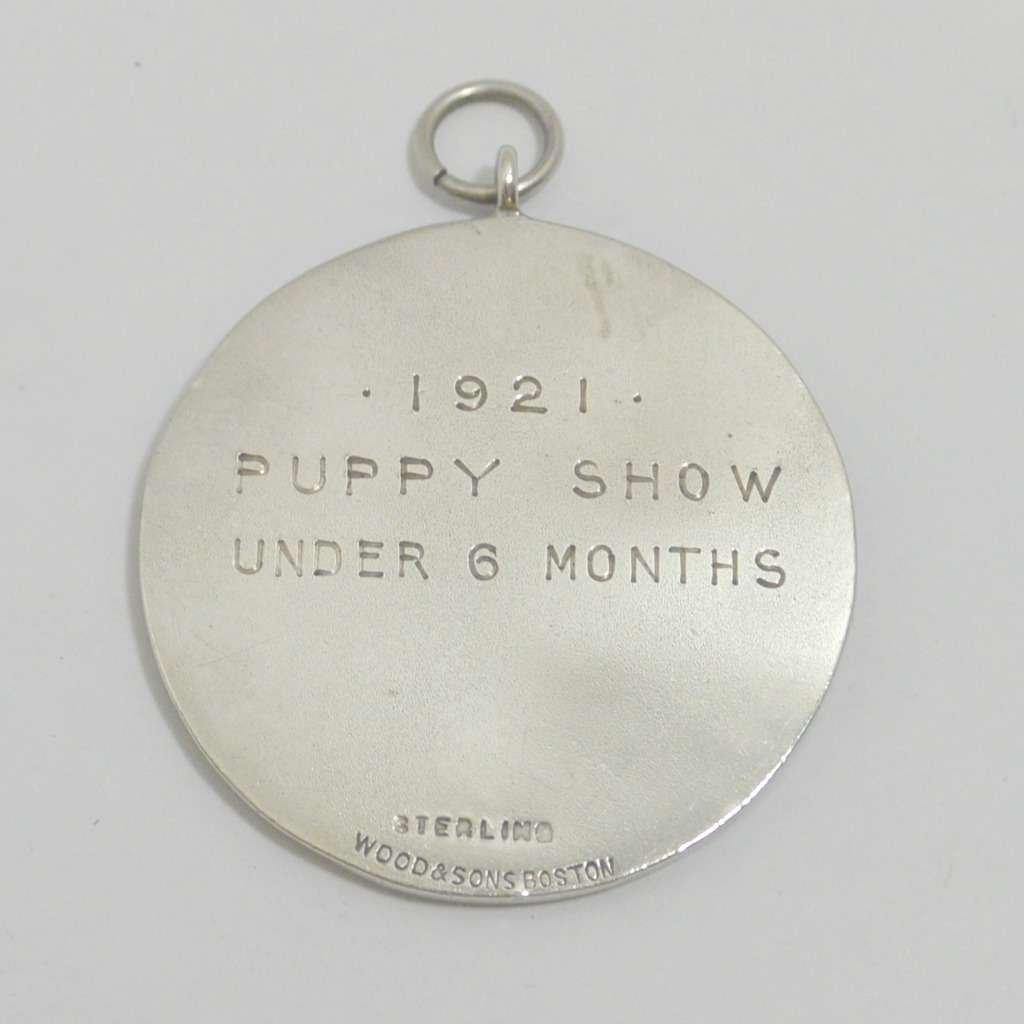 · 1921 ·
PUPPY SHOW
UNDER 6 MONTHS
STERLING
WOOD & SONS BOSTON